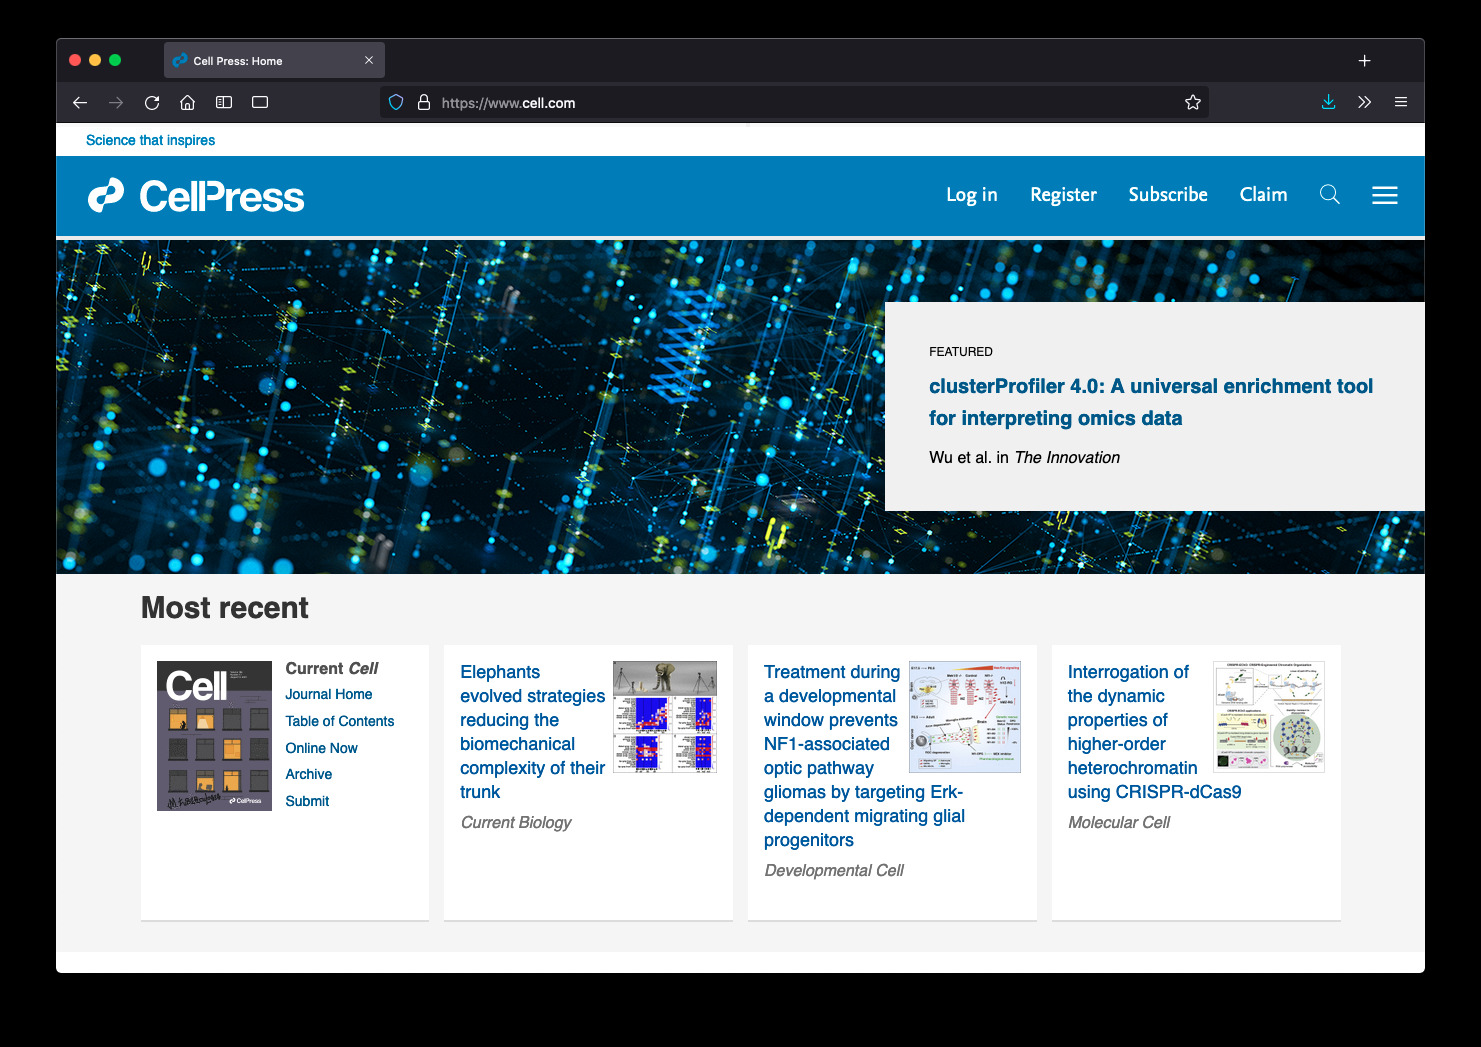 Cell Press: Home
https://www.cell.com
Science that inspires
CellPress
Log in
Register
Subscribe
Claim
FEATURED
clusterProfiler 4.0: A universal enrichment tool
for interpreting omics data
Wu et al. in The Innovation
Most recent
Cell
CellPress
Current Cell
Journal Home
Table of Contents
Online Now
Archive
Submit
Elephants
evolved strategies
reducing the
biomechanical
complexity of their
trunk
Current Biology
Treatment during
a developmental
window prevents
NF1-associated
optic pathway
gliomas by targeting Erk-
dependent migrating glial
progenitors
Developmental Cell
Interrogation of
the dynamic
properties of
higher-order
heterochromatin
using CRISPR-dCas9
Molecular Cell